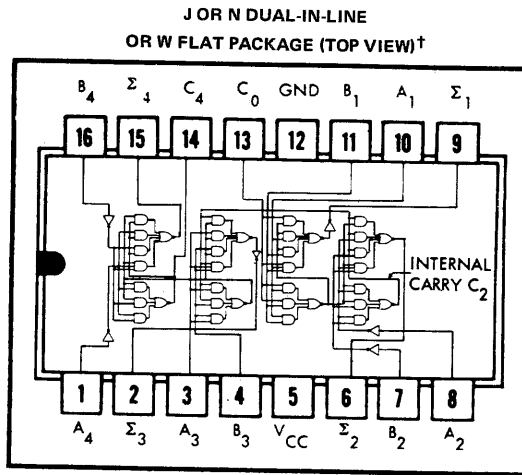 J OR N DUAL-IN-LINE
OR W FLAT PACKAGE (TOP VIEW)†
B4 Σ4 C4 C0 GND B1 A1 Σ1
16 15 14 13 12 11 10 9
INTERNAL
CARRY C2
1 2 3 4 5 6 7 8
A4 Σ3 A3 B3 VCC Σ2 B2 A2